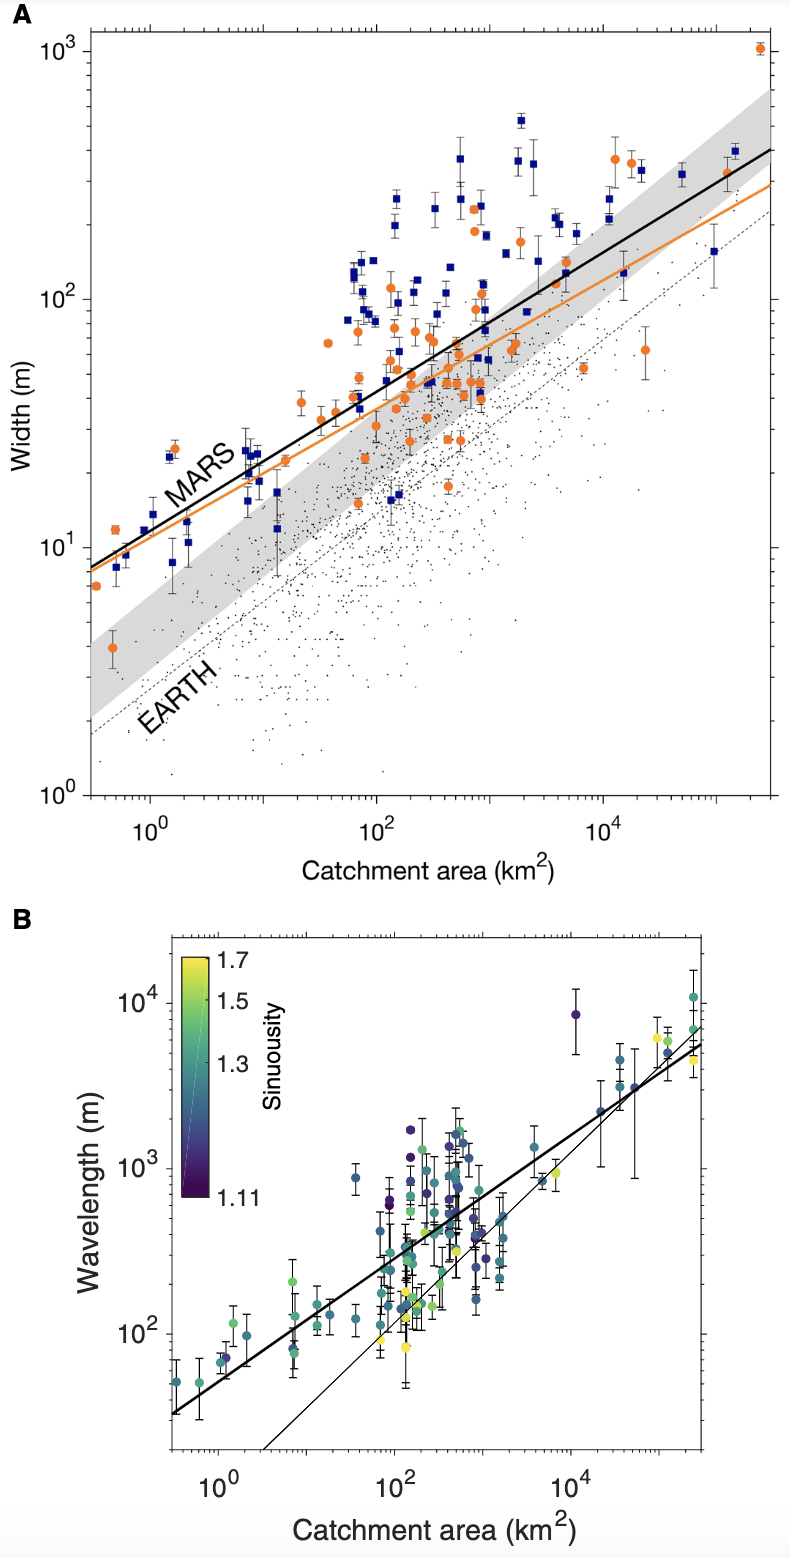 A
10³
10²
10¹
10⁰
Width (m)
MARS
EARTH
10⁰
10²
10⁴
Catchment area (km²)
B
10⁴
10³
10²
Wavelength (m)
1.7
1.5
1.3
1.11
Sinuousity
10⁰
10²
10⁴
Catchment area (km²)